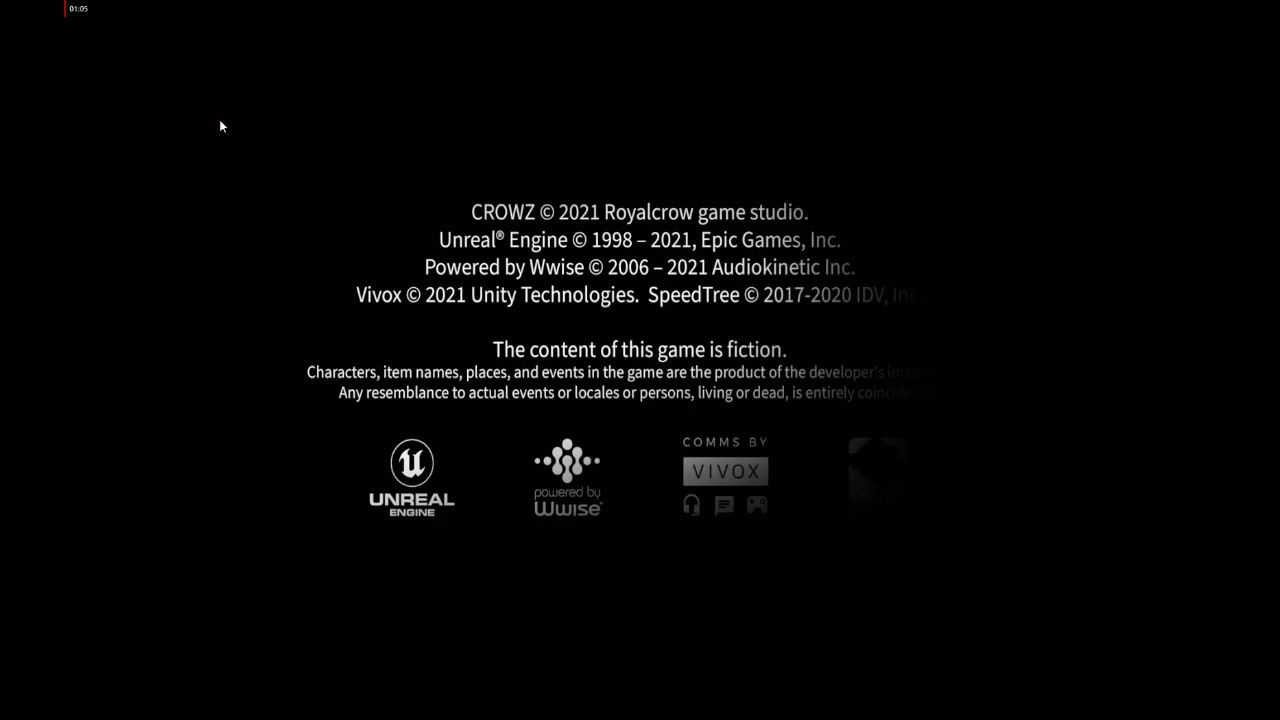 01:05
CROWZ © 2021 Royalcrow game studio.
Unreal® Engine © 1998 – 2021, Epic Games, Inc.
Powered by Wwise © 2006 – 2021 Audiokinetic Inc.
Vivox © 2021 Unity Technologies.  SpeedTree © 2017-2020 IDV, Inc.
The content of this game is fiction.
Characters, item names, places, and events in the game are the product of the developer's
Any resemblance to actual events or locales or persons, living or dead, is entirely
UNREAL
ENGINE
powered by
Wwise
COMMS BY
VIVOX